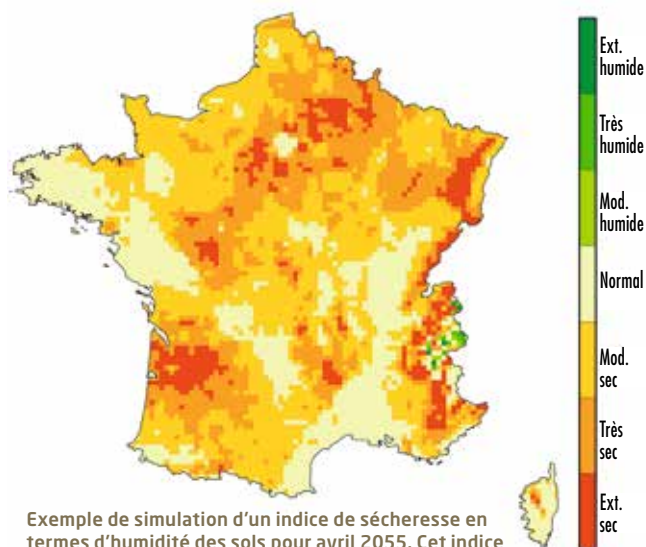 Ext.
humide
Très
humide
Mod.
humide
Normal
Mod.
sec
Très
sec
Ext.
sec
Exemple de simulation d'un indice de sécheresse en
termes d'humidité des sols pour avril 2055. Cet indice